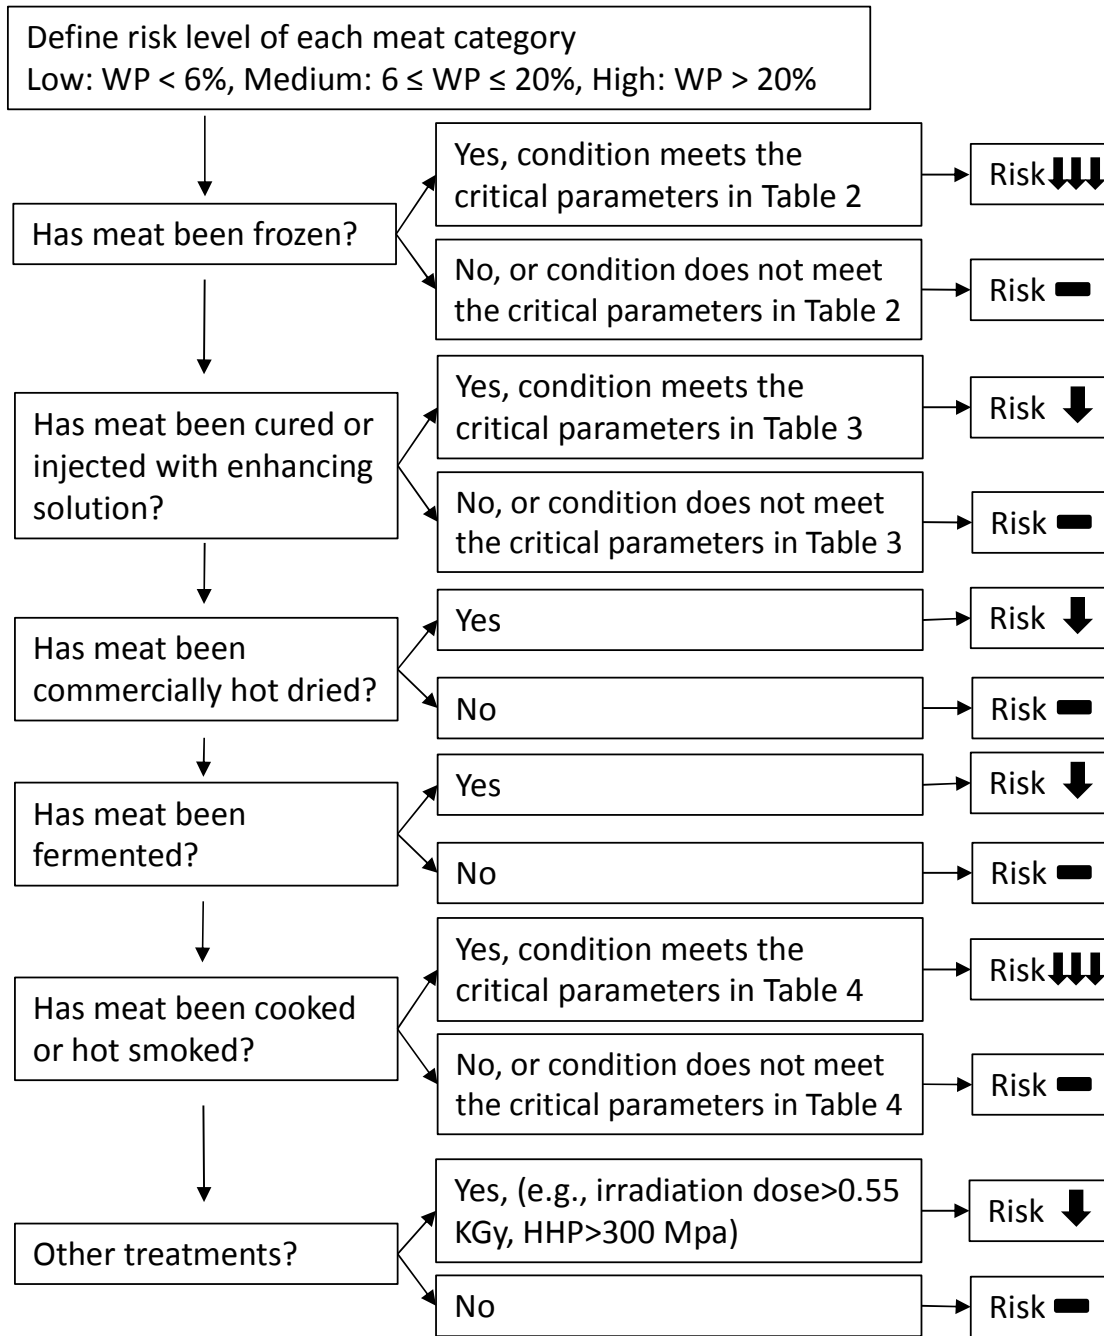 Define risk level of each meat category
Low: WP < 6%, Medium: 6 ≤ WP ≤ 20%, High: WP > 20%
Has meat been frozen?
Yes, condition meets the
critical parameters in Table 2
Risk
No, or condition does not meet
the critical parameters in Table 2
Risk
Has meat been cured or
injected with enhancing
solution?
Yes, condition meets the
critical parameters in Table 3
Risk
No, or condition does not meet
the critical parameters in Table 3
Risk
Has meat been
commercially hot dried?
Yes
Risk
No
Risk
Has meat been
fermented?
Yes
Risk
No
Risk
Has meat been cooked
or hot smoked?
Yes, condition meets the
critical parameters in Table 4
Risk
No, or condition does not meet
the critical parameters in Table 4
Risk
Other treatments?
Yes, (e.g., irradiation dose>0.55
KGy, HHP>300 Mpa)
Risk
No
Risk